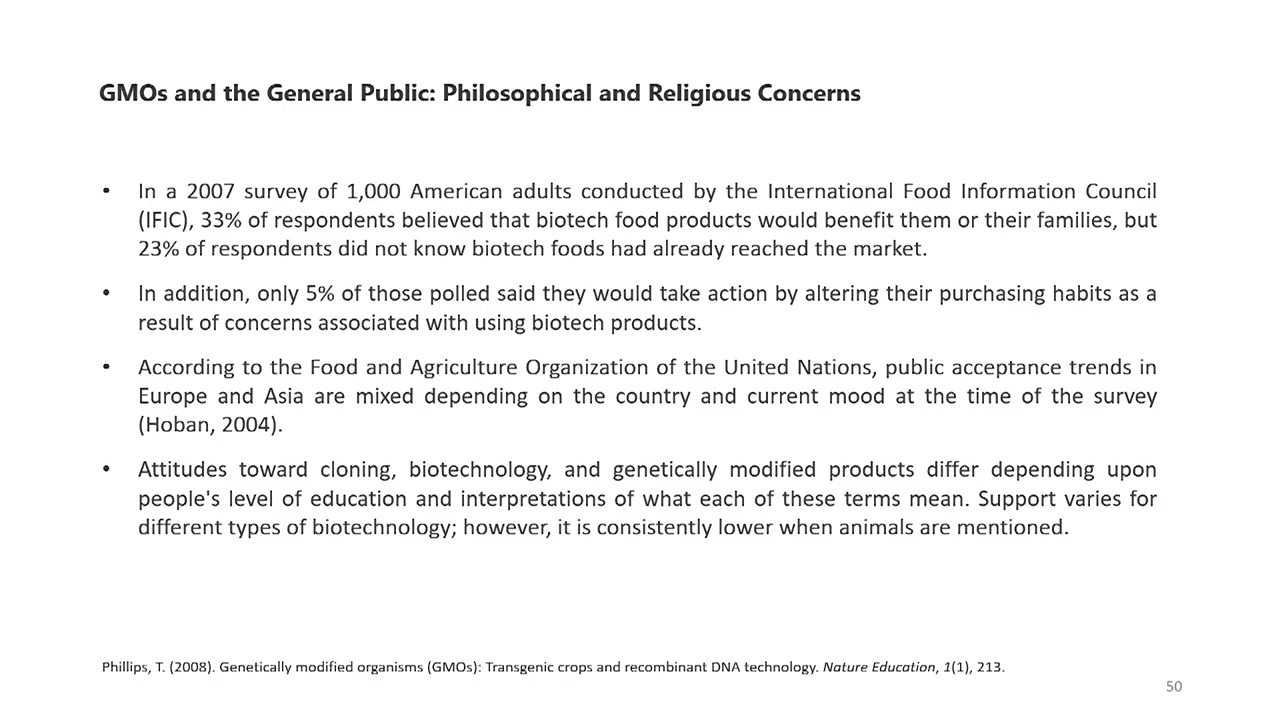 GMOs and the General Public: Philosophical and Religious Concerns
• In a 2007 survey of 1,000 American adults conducted by the International Food Information Council
(IFIC), 33% of respondents believed that biotech food products would benefit them or their families, but
23% of respondents did not know biotech foods had already reached the market.
• In addition, only 5% of those polled said they would take action by altering their purchasing habits as a
result of concerns associated with using biotech products.
• According to the Food and Agriculture Organization of the United Nations, public acceptance trends in
Europe and Asia are mixed depending on the country and current mood at the time of the survey
(Hoban, 2004).
• Attitudes toward cloning, biotechnology, and genetically modified products differ depending upon
people's level of education and interpretations of what each of these terms mean. Support varies for
different types of biotechnology; however, it is consistently lower when animals are mentioned.
Phillips, T. (2008). Genetically modified organisms (GMOs): Transgenic crops and recombinant DNA technology. Nature Education, 1(1), 213.
50